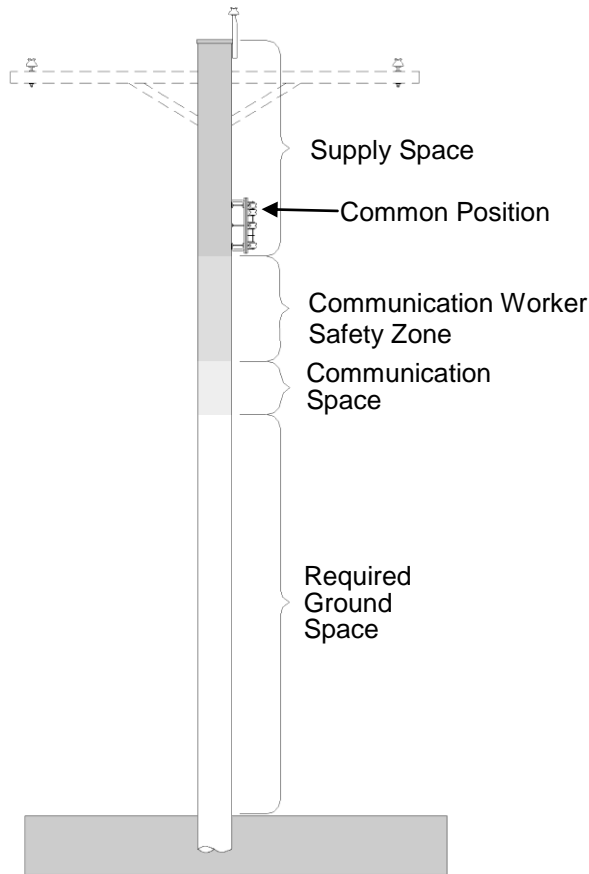 Supply Space
Common Position
Communication Worker
Safety Zone
Communication
Space
Required
Ground
Space